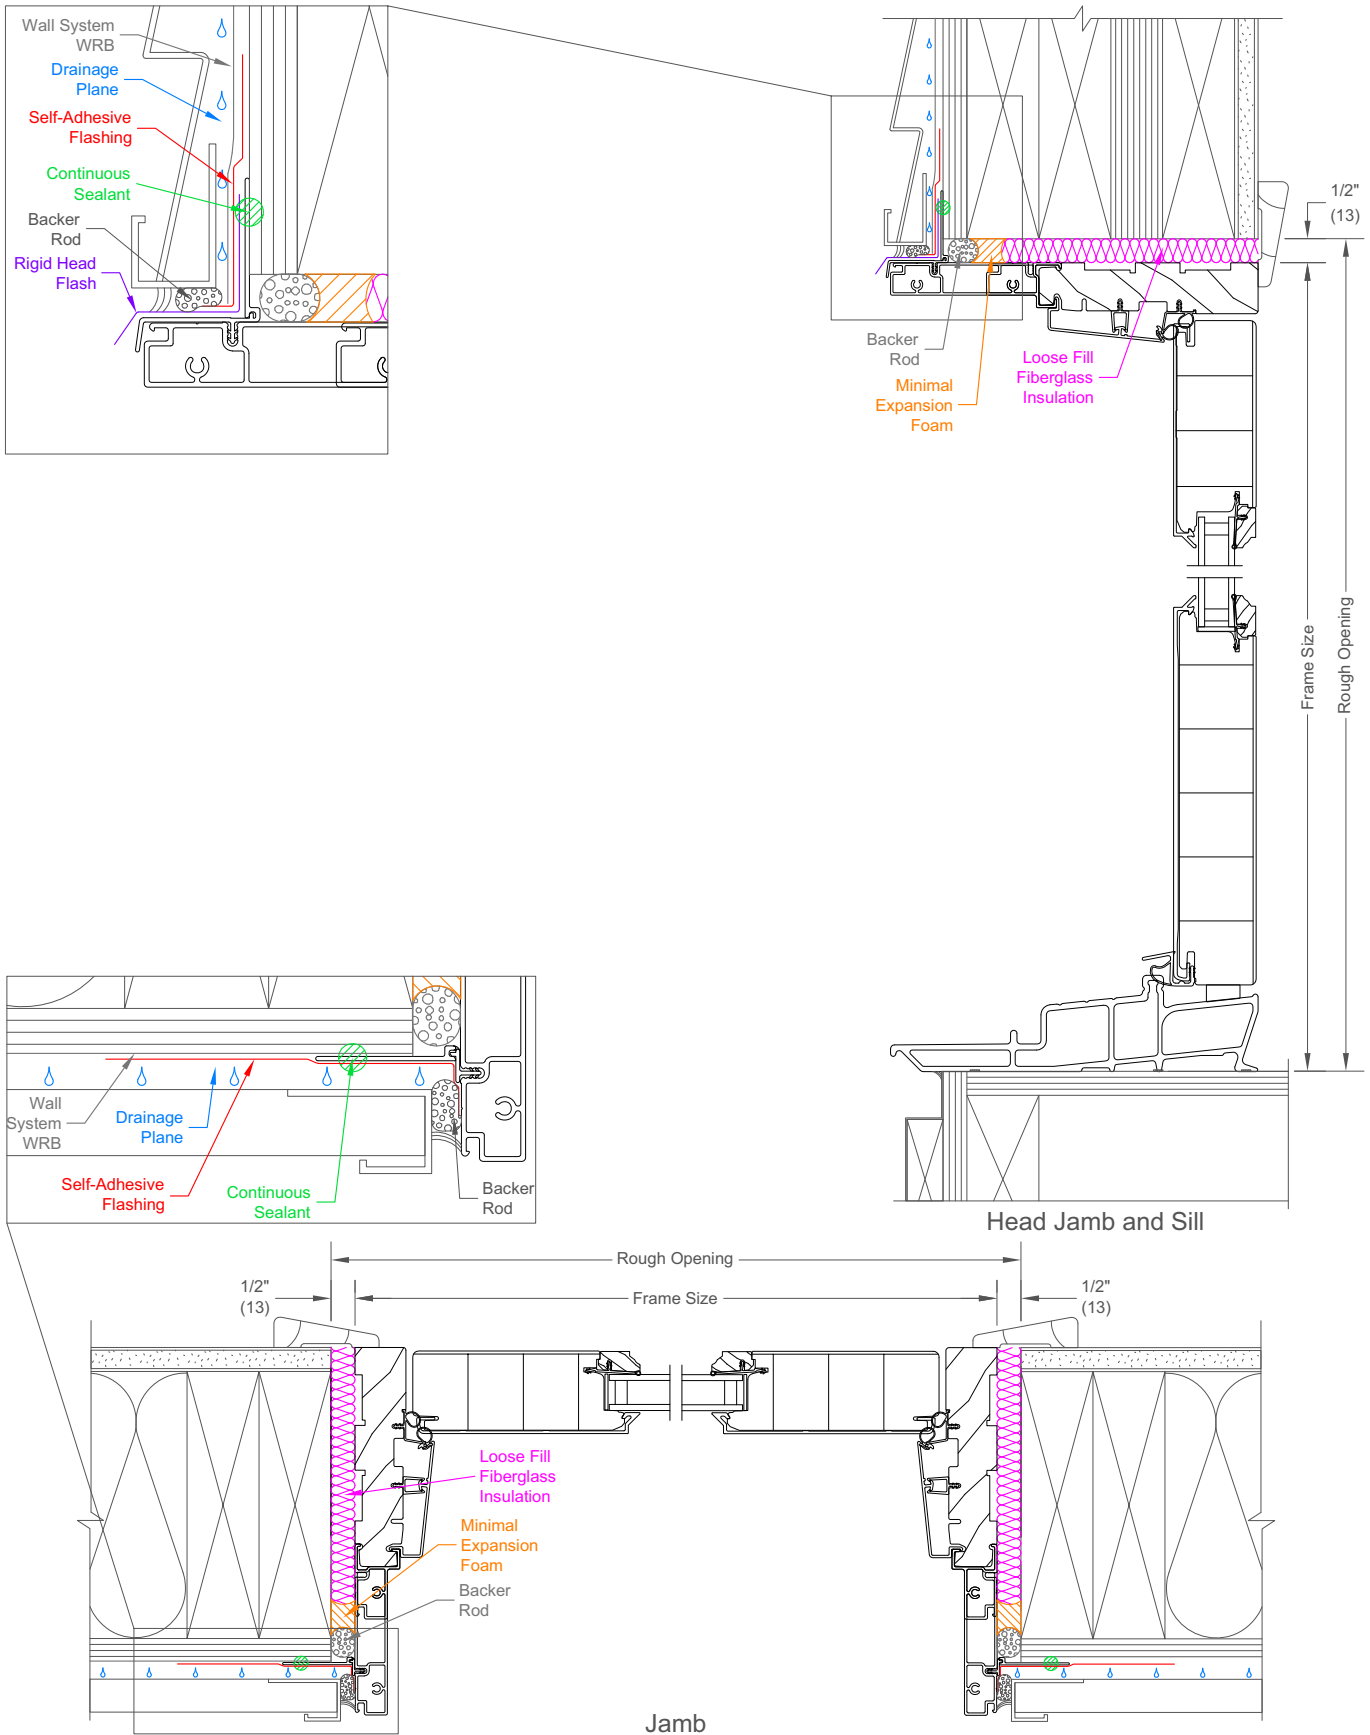 Wall System
WRB
Drainage
Plane
Self-Adhesive
Flashing
Continuous
Sealant
Backer
Rod
Rigid Head
Flash
1/2"
(13)
Backer
Rod
Loose Fill
Fiberglass
Insulation
Minimal
Expansion
Foam
Frame Size
Rough Opening
Wall
System
WRB
Drainage
Plane
Self-Adhesive
Flashing
Continuous
Sealant
Backer
Rod
Head Jamb and Sill
Rough Opening
1/2"
(13)
Frame Size
1/2"
(13)
Loose Fill
Fiberglass
Insulation
Minimal
Expansion
Foam
Backer
Rod
Jamb